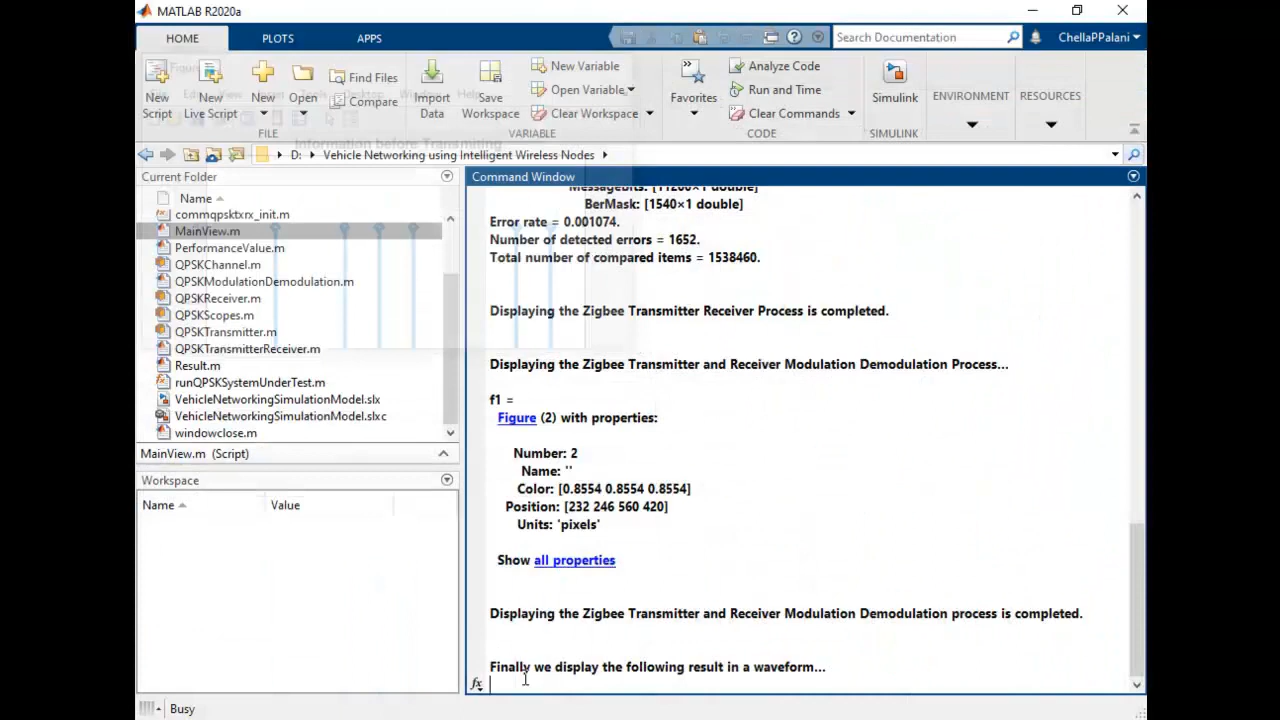 MATLAB R2020a
HOME
PLOTS
APPS
Search Documentation
ChellaPPalani
New Script
New Live Script
New
Open
Find Files
Compare
Import Data
Save Workspace
New Variable
Open Variable
Clear Workspace
Favorites
Analyze Code
Run and Time
Clear Commands
Simulink
ENVIRONMENT
RESOURCES
FILE
VARIABLE
CODE
SIMULINK
Information before Transmitting
D: Vehicle Networking using Intelligent Wireless Nodes
Current Folder
Name
commqpsktxrx_init.m
MainView.m
PerformanceValue.m
QPSKChannel.m
QPSKModulationDemodulation.m
QPSKReceiver.m
QPSKScopes.m
QPSKTransmitter.m
QPSKTransmitterReceiver.m
Result.m
runQPSKSystemUnderTest.m
VehicleNetworkingSimulationModel.slx
VehicleNetworkingSimulationModel.slxc
windowclose.m
MainView.m (Script)
Workspace
Name
Value
Command Window
MessageBits: [11200×1 double]
BerMask: [1540×1 double]
Error rate = 0.001074.
Number of detected errors = 1652.
Total number of compared items = 1538460.
Displaying the Zigbee Transmitter Receiver Process is completed.
Displaying the Zigbee Transmitter and Receiver Modulation Demodulation Process...
f1 =
Figure (2) with properties:
Number: 2
Name: ''
Color: [0.8554 0.8554 0.8554]
Position: [232 246 560 420]
Units: 'pixels'
Show all properties
Displaying the Zigbee Transmitter and Receiver Modulation Demodulation process is completed.
Finally we display the following result in a waveform...
fx
Busy